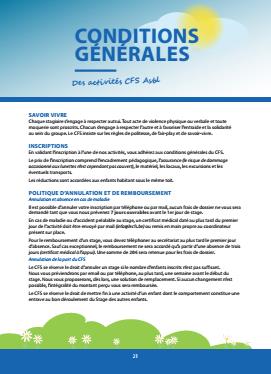 CONDITIONS
GÉNÉRALES
Des activités CFS Asbl
SAVOIR VIVRE
Chaque stagiaire s'engage à respecter autrui. Tout acte de violence physique ou verbale et toute
moquerie sont proscrits. Chacun s'engage à respecter l'autre et à favoriser l'entraide et la solidarité
au sein du groupe. Le CFS insiste sur les règles de politesse, de fair-play et de savoir-vivre.
INSCRIPTIONS
En validant l'inscription à l'une de nos activités, vous adhérez aux conditions générales du CFS.
Le prix de l'inscription comprend l'encadrement pédagogique, l'assurance de risque de dommage
occasionné aux lunettes n'est cependant pas couvert), le matériel, les locaux, les excursions et les
éventuels transports.
Les réductions sont accordées aux enfants habitant sous le même toit.
POLITIQUE D'ANNULATION ET DE REMBOURSEMENT
Annulation et absence en cas de maladie
Il est possible d'annuler votre inscription par téléphone ou mail, aucun frais de dossier ne vous sera
demandé tant que vous nous prévenez 7 jours ouvrables avant le 1er jour de stage.
En cas de maladie ou d'accident préalable au stage, un certificat médical daté au plus tard du premier
jour de l'activité doit être envoyé par mail (info@cfs.be) ou remis en main propre au coordinateur
présent sur place.
Pour le remboursement d'un stage, vous devez téléphoner au secrétariat au plus tard le premier jour
d'absence. Sauf cas exceptionnel, le remboursement ne sera accordé qu'à partir d'une absence de trois
jours (certificat médical à l'appui). Une somme de 20€ sera retenue pour les frais de dossier.
Annulation de la part du CFS
Le CFS se réserve le droit d'annuler un stage si le nombre d'enfants inscrits n'est pas suffisant.
Nous vous préviendrons par email ou par téléphone, au plus tard, une semaine avant le début du
stage. Nous vous proposerons, dès lors, une solution de remplacement. Si aucun changement n'est
possible, l'intégralité du montant perçu vous sera remboursée.
Le CFS se réserve le droit de mettre fin à une activité d'un enfant dont le comportement constitue une
entrave au bon déroulement du Stage des autres enfants.
21